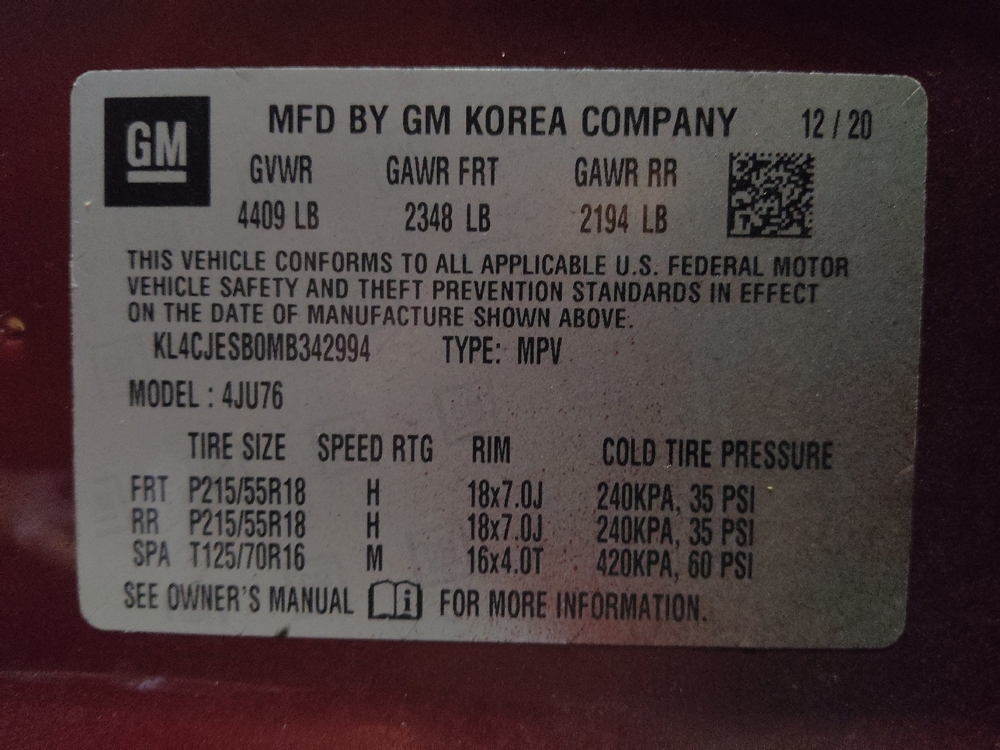 GM
MFD BY GM KOREA COMPANY 12 / 20
GVWR GAWR FRT GAWR RR
4409 LB 2348 LB 2194 LB
THIS VEHICLE CONFORMS TO ALL APPLICABLE U.S. FEDERAL MOTOR
VEHICLE SAFETY AND THEFT PREVENTION STANDARDS IN EFFECT
ON THE DATE OF MANUFACTURE SHOWN ABOVE.
KL4CJESB0MB342994 TYPE: MPV
MODEL : 4JU76
TIRE SIZE SPEED RTG RIM COLD TIRE PRESSURE
FRT P215/55R18 H 18x7.0J 240KPA, 35 PSI
RR P215/55R18 H 18x7.0J 240KPA, 35 PSI
SPA T125/70R16 M 16x4.0T 420KPA, 60 PSI
SEE OWNER'S MANUAL i FOR MORE INFORMATION.